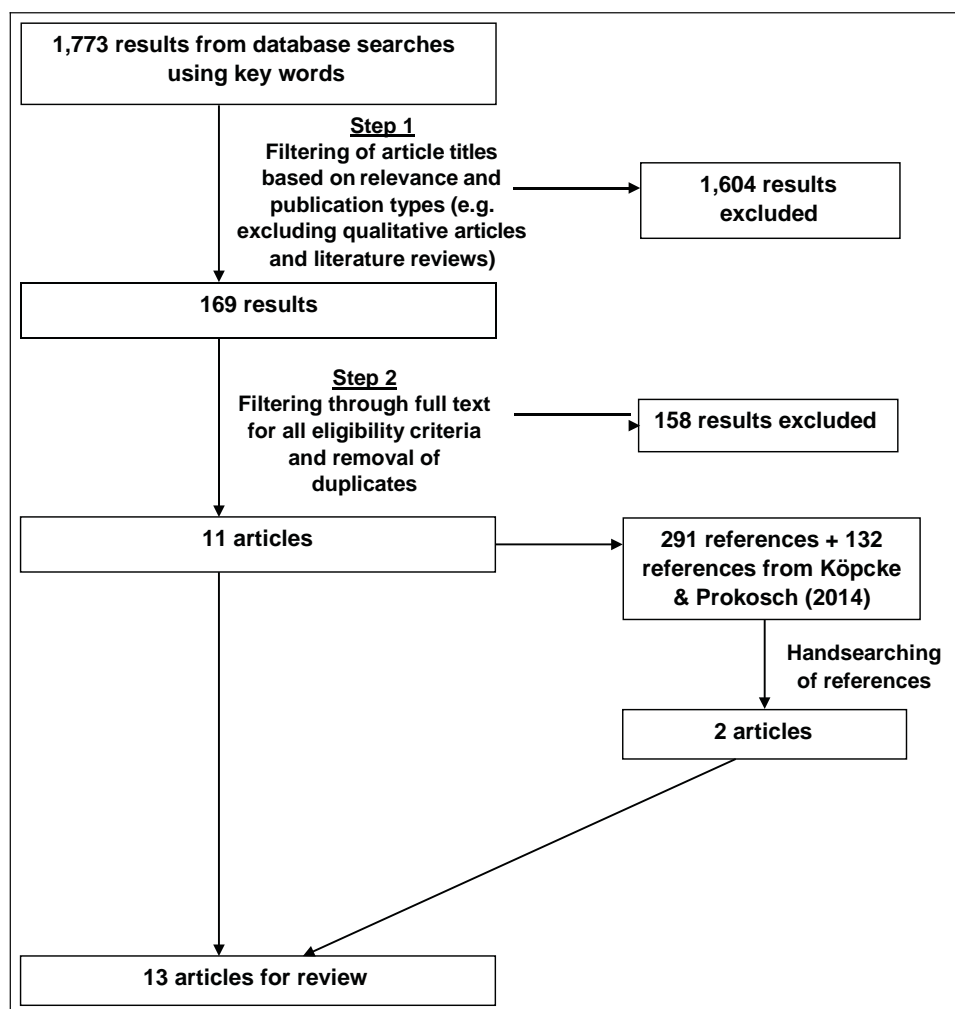 1,773 results from database searches
using key words
Step 1
Filtering of article titles
based on relevance and
publication types (e.g.
excluding qualitative articles
and literature reviews)
1,604 results
excluded
169 results
Step 2
Filtering through full text
for all eligibility criteria
and removal of
duplicates
158 results excluded
11 articles
291 references + 132
references from Köpcke
& Prokosch (2014)
Handsearching
of references
2 articles
13 articles for review